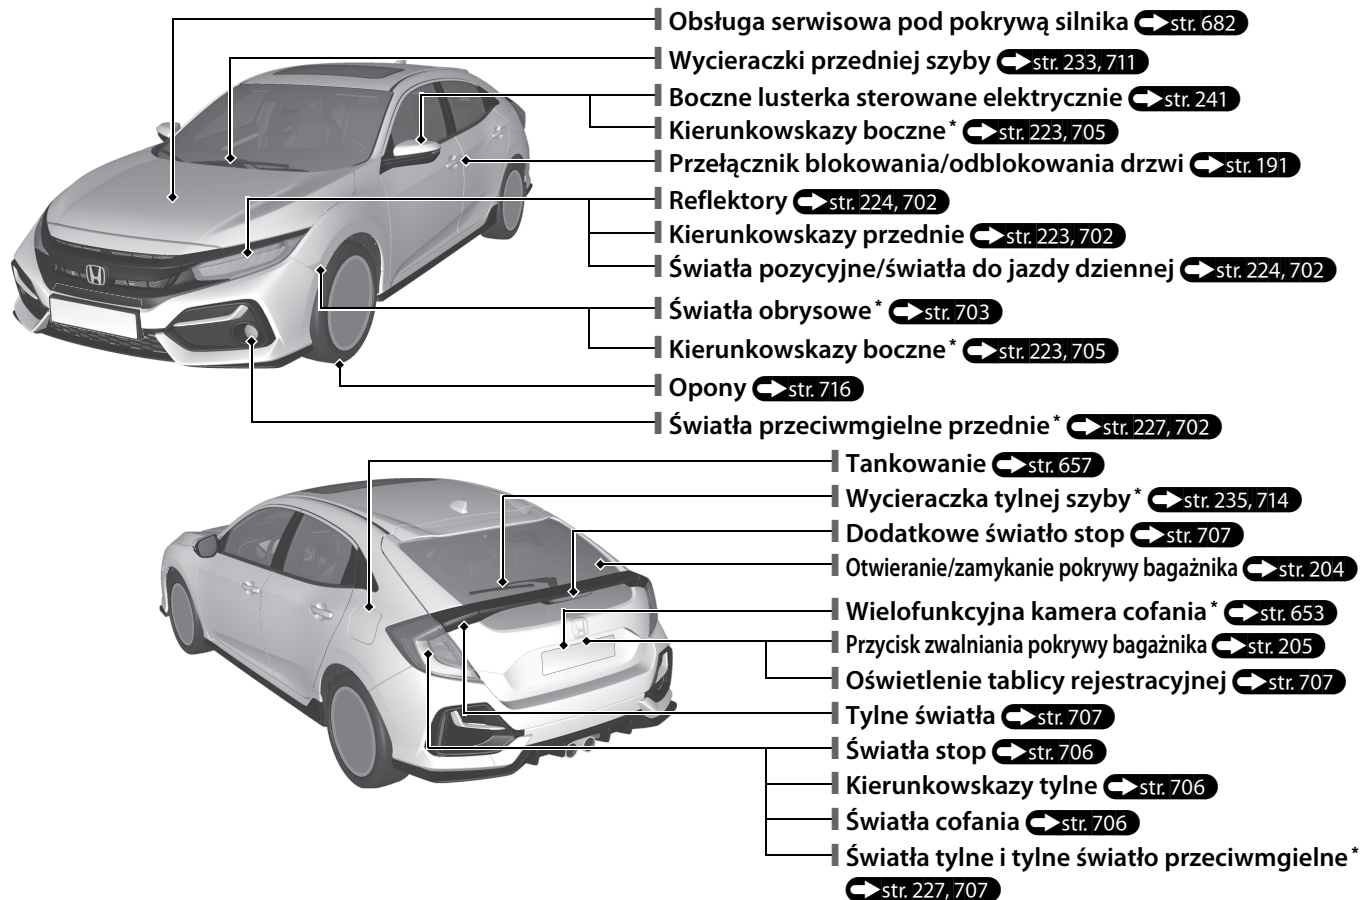 Obsługa serwisowa pod pokrywą silnika str. 682
Wycieraczki przedniej szyby str. 233, 711
Boczne lusterka sterowane elektrycznie str. 241
Kierunkowskazy boczne* str. 223, 705
Przełącznik blokowania/odblokowania drzwi str. 191
Reflektory str. 224, 702
Kierunkowskazy przednie str. 223, 702
Światła pozycyjne/światła do jazdy dziennej str. 224, 702
Światła obrysowe* str. 703
Kierunkowskazy boczne* str. 223, 705
Opony str. 716
Światła przeciwmgielne przednie* str. 227, 702
Tankowanie str. 657
Wycieraczka tylnej szyby* str. 235, 714
Dodatkowe światło stop str. 707
Otwieranie/zamykanie pokrywy bagażnika str. 204
Wielofunkcyjna kamera cofania* str. 653
Przycisk zwalniania pokrywy bagażnika str. 205
Oświetlenie tablicy rejestracyjnej str. 707
Tylne światła str. 707
Światła stop str. 706
Kierunkowskazy tylne str. 706
Światła cofania str. 706
Światła tylne i tylne światło przeciwmgielne*
str. 227, 707